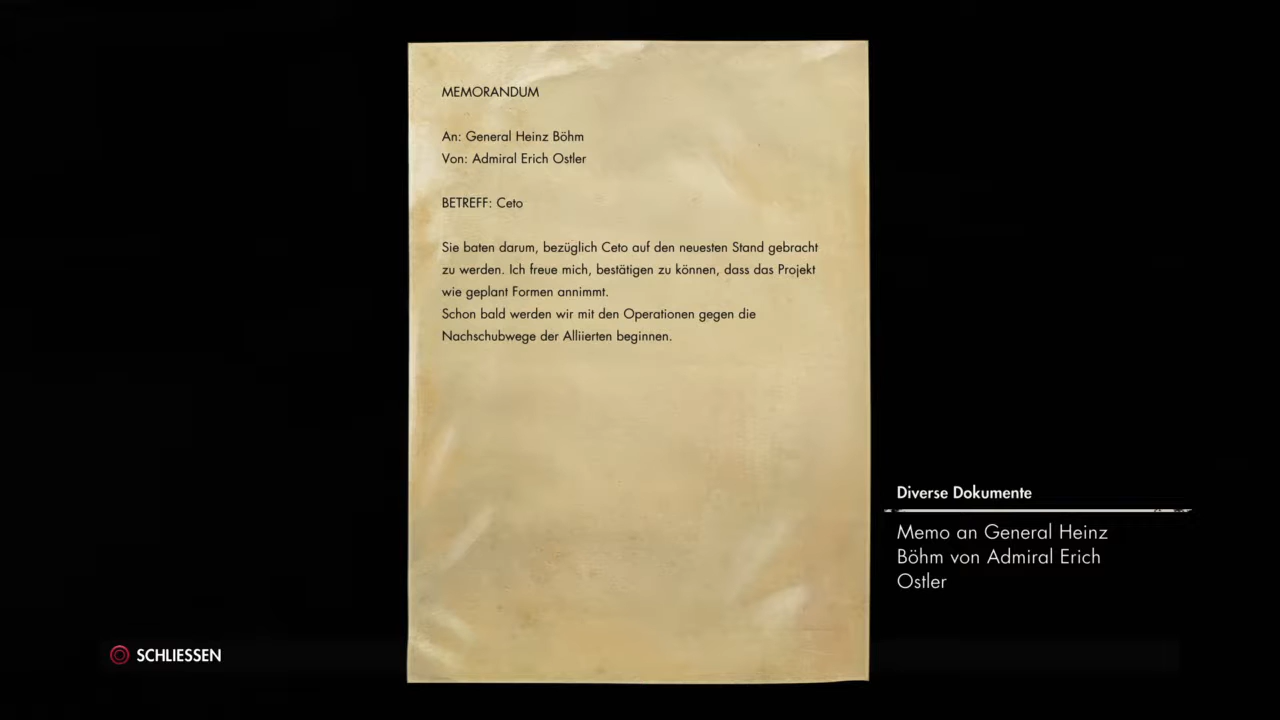 MEMORANDUM
An: General Heinz Böhm
Von: Admiral Erich Ostler
BETREFF: Ceto
Sie baten darum, bezüglich Ceto auf den neuesten Stand gebracht
zu werden. Ich freue mich, bestätigen zu können, dass das Projekt
wie geplant Formen annimmt.
Schon bald werden wir mit den Operationen gegen die
Nachschubwege der Alliierten beginnen.
Diverse Dokumente
Memo an General Heinz
Böhm von Admiral Erich
Ostler
SCHLIESSEN